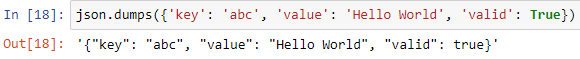 In [18]: json.dumps({'key': 'abc', 'value': 'Hello World', 'valid': True})
Out[18]: '{"key": "abc", "value": "Hello World", "valid": true}'